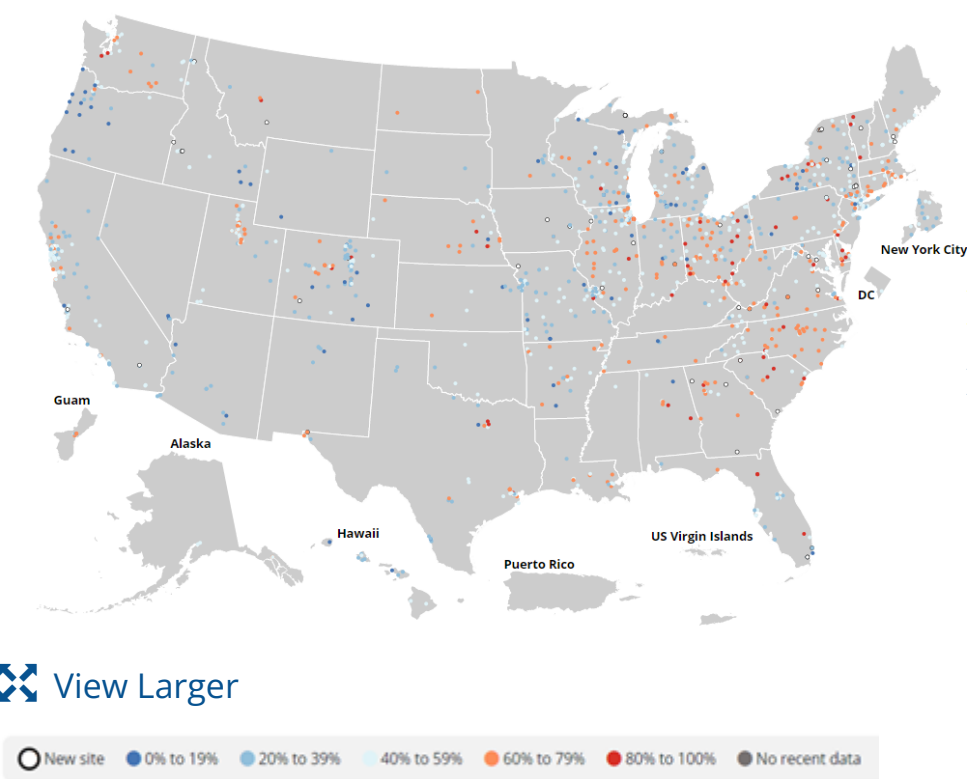 New York City
DC
Guam
Alaska
Hawaii
US Virgin Islands
Puerto Rico
View Larger
New site 0% to 19% 20% to 39% 40% to 59% 60% to 79% 80% to 100% No recent data